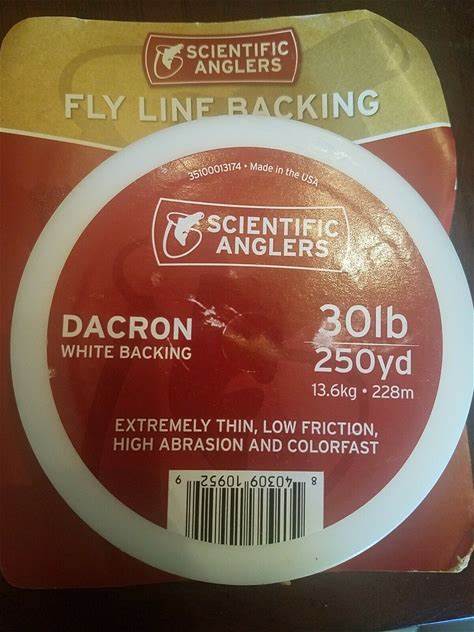 SCIENTIFIC
ANGLERS
FLY LINE BACKING
35100013174 • Made in the USA
SCIENTIFIC
ANGLERS
DACRON
WHITE BACKING
30lb
250yd
13.6kg • 228m
EXTREMELY THIN, LOW FRICTION,
HIGH ABRASION AND COLORFAST
8 40309 10952 9